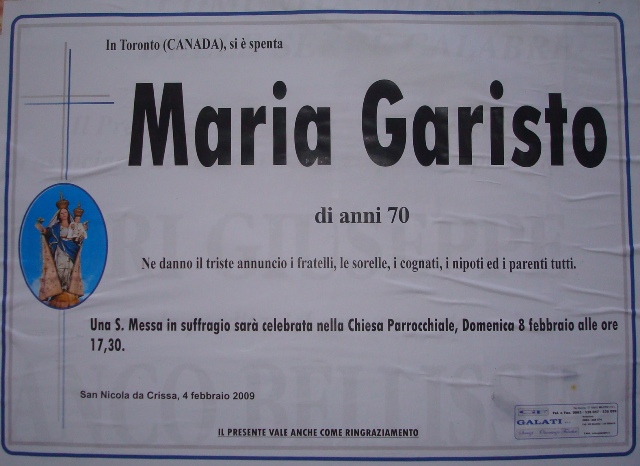 In Toronto (CANADA), si è spenta
Maria Garisto
di anni 70
Ne danno il triste annuncio i fratelli, le sorelle, i cognati, i nipoti ed i parenti tutti.
Una S. Messa in suffragio sarà celebrata nella Chiesa Parrocchiale, Domenica 8 febbraio alle ore
17,30.
San Nicola da Crissa, 4 febbraio 2009
GALATI
IL PRESENTE VALE ANCHE COME RINGRAZIAMENTO